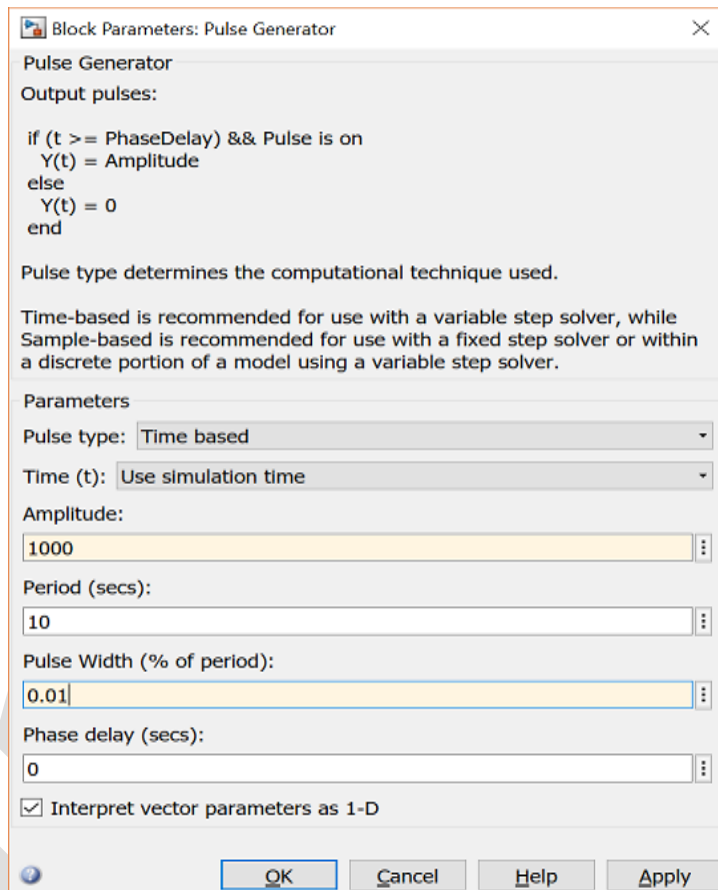 Block Parameters: Pulse Generator
Pulse Generator
Output pulses:
if (t >= PhaseDelay) && Pulse is on
Y(t) = Amplitude
else
Y(t) = 0
end
Pulse type determines the computational technique used.
Time-based is recommended for use with a variable step solver, while
Sample-based is recommended for use with a fixed step solver or within
a discrete portion of a model using a variable step solver.
Parameters
Pulse type: Time based
Time (t): Use simulation time
Amplitude:
1000
Period (secs):
10
Pulse Width (% of period):
0.01
Phase delay (secs):
0
Interpret vector parameters as 1-D
OK Cancel Help Apply